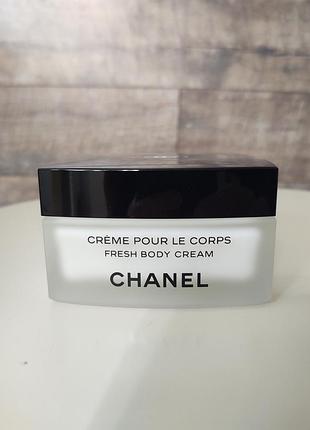 CRÈME POUR LE CORPS
FRESH BODY CREAM
CHANEL